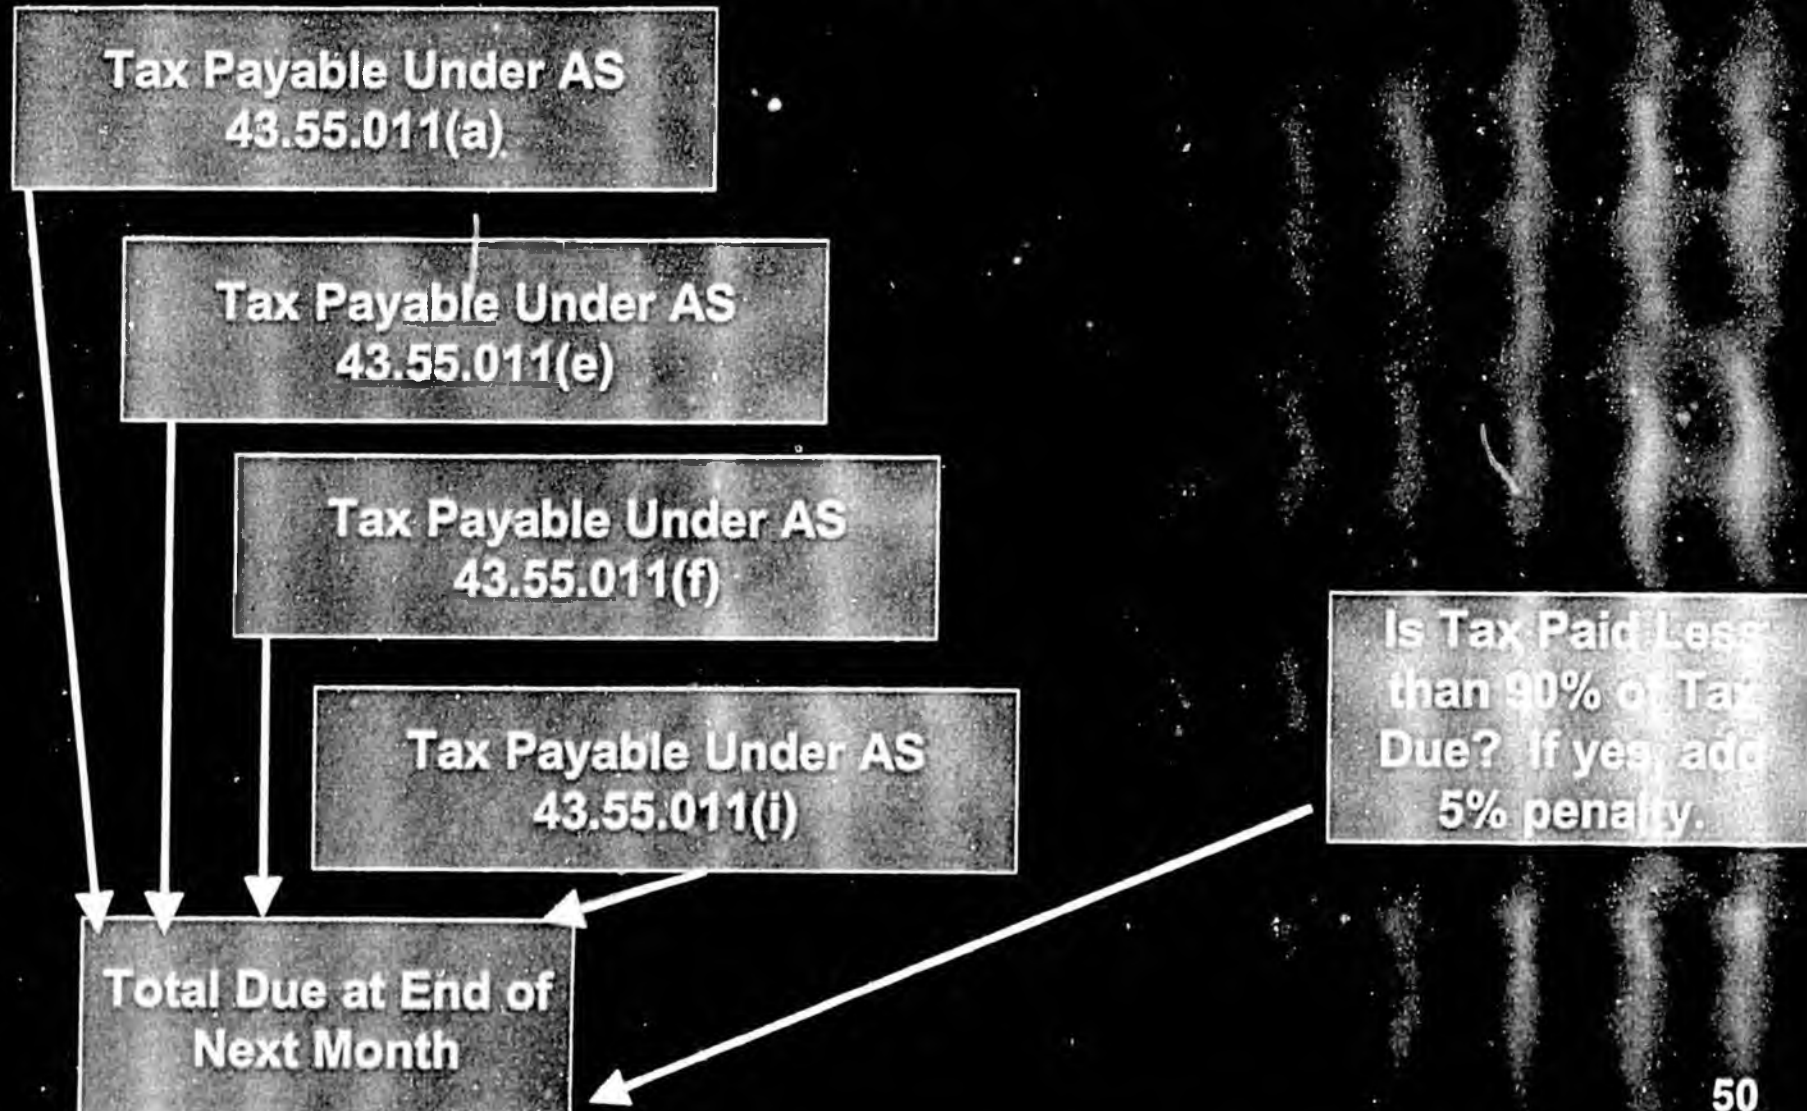 Tax Payable Under AS
43.55.011(a)
Tax Payable Under AS
43.55.011(e)
Tax Payable Under AS
43.55.011(f)
Tax Payable Under AS
43.55.011(i)
Is Tax Paid Less
than 90% of Tax
Due? If yes, add
5% penalty.
Total Due at End of
Next Month
50